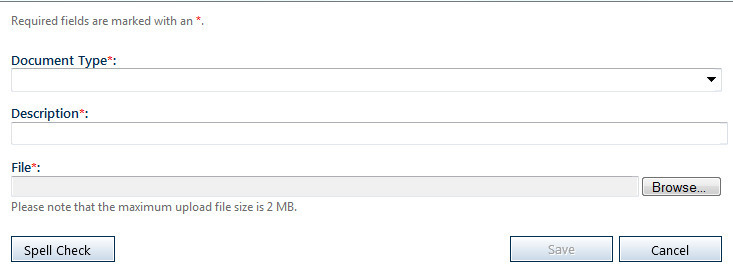 Required fields are marked with an *.
Document Type*:
Description*:
File*:
Browse...
Please note that the maximum upload file size is 2 MB.
Spell Check
Save
Cancel